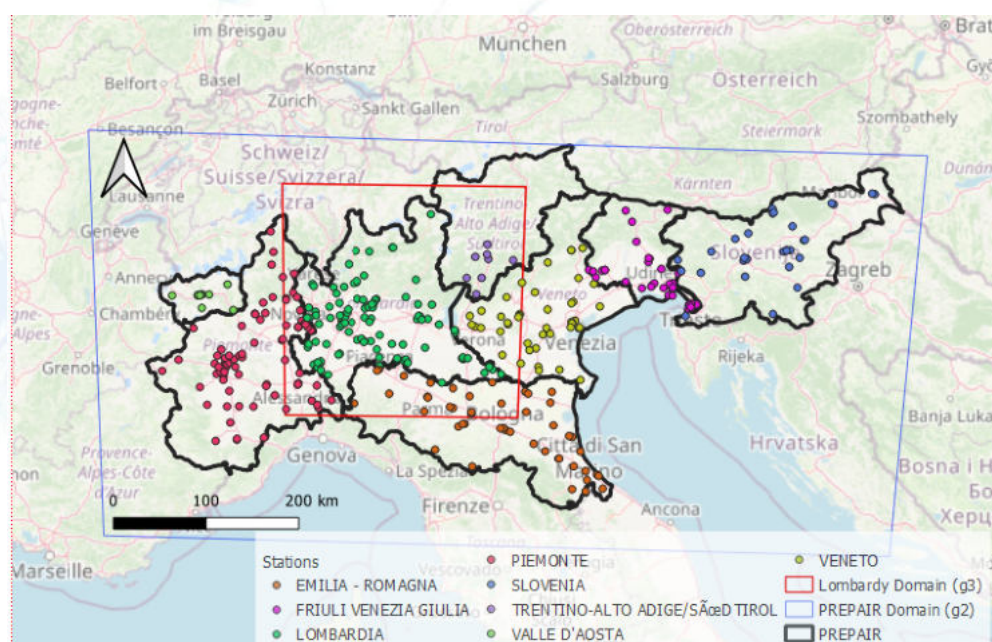 im Breisgau
München
Oberösterreich
Brat
Belfort
Basel
Konstanz
Salzburg
Österreich
Zürich
Sankt Gallen
Besançon
Tirol
Steiermark
Szombathely
Schweiz/
Suisse/Svizzera/
Svizra
Lausanne
Genève
Trentino-
Alto Adige/
Südtirol
Kärnten
Maribor
Slovenija
Zagreb
Udine
Chambéry
Veneto
Trieste
Verona
Venezia
Rijeka
Grenoble
Piemonte
Piacenza
Alessandria
Parma
Bologna
Banja Luka
Genova
Città di San
Marino
Hrvatska
Provence-
Alpes-Côte
d'Azur
La Spezia
Firenze
Ancona
Bosna i H
Херц
0 100 200 km
Marseille
Toscana
Stations
EMILIA - ROMAGNA
FRIULI VENEZIA GIULIA
LOMBARDIA
PIEMONTE
SLOVENIA
TRENTINO-ALTO ADIGE/SÃœDTIROL
VALLE D'AOSTA
VENETO
Lombardy Domain (g3)
PREPAIR Domain (g2)
PREPAIR